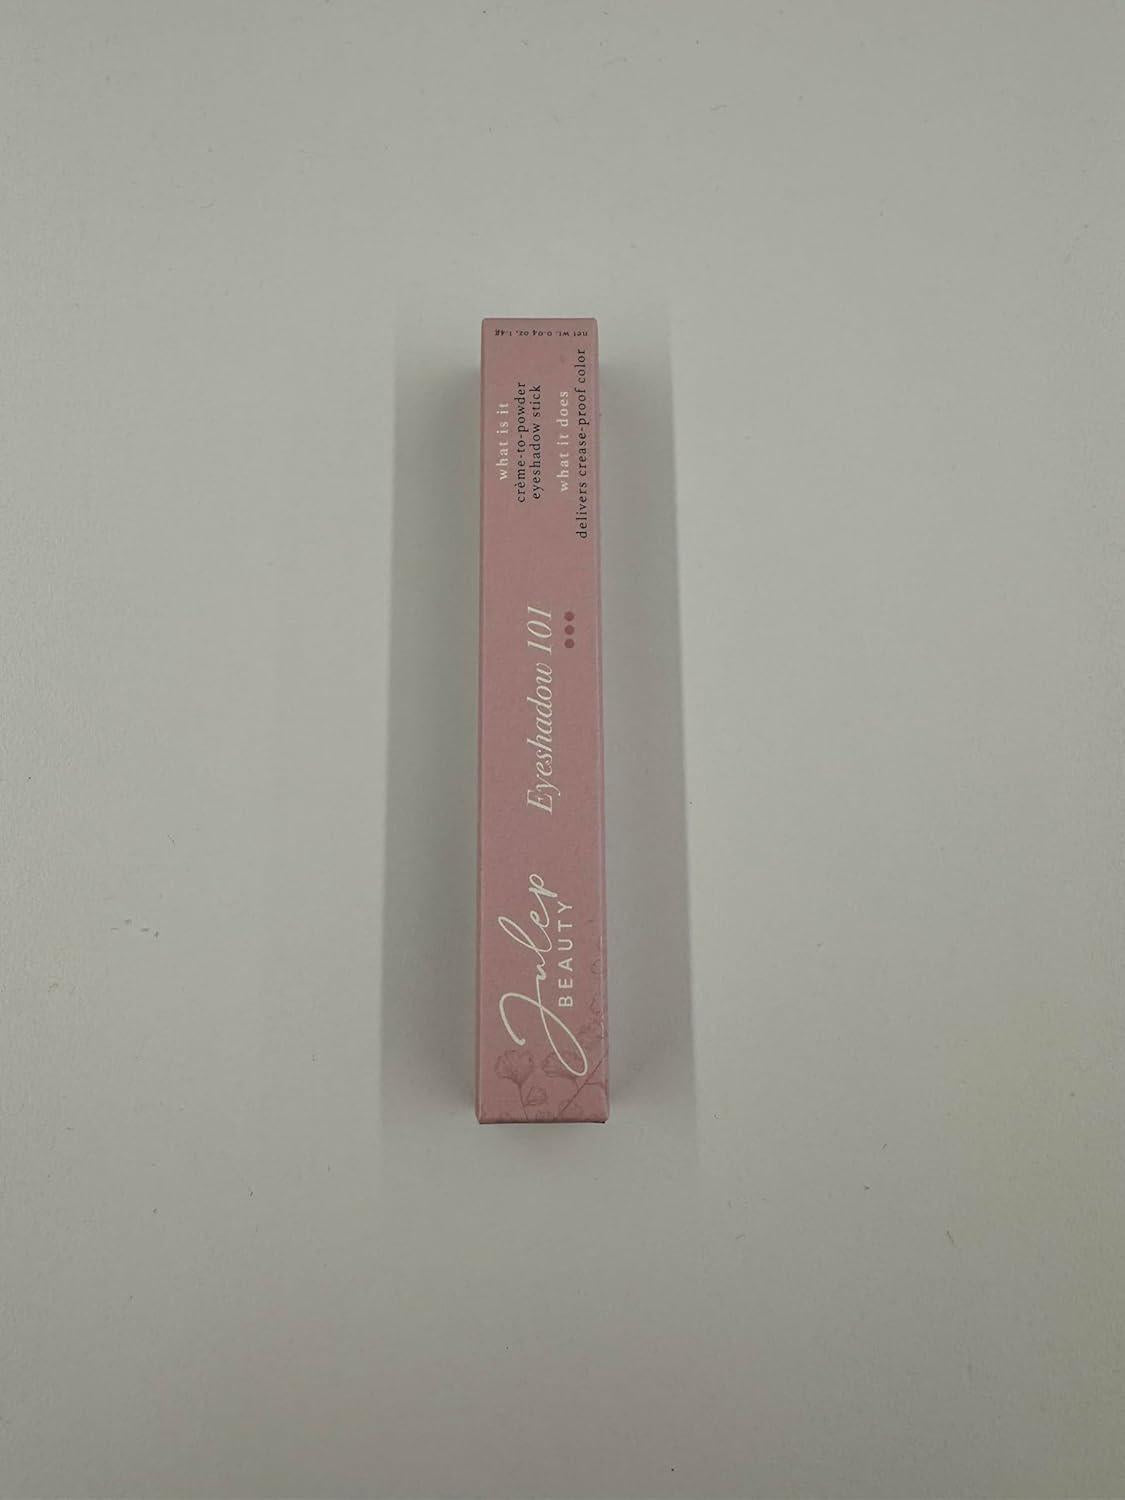 Julep
BEAUTY
Eyeshadow 101
what is it
crème-to-powder
eyeshadow stick
what it does
delivers crease-proof color
net wt. 0.04 oz. 1.4g